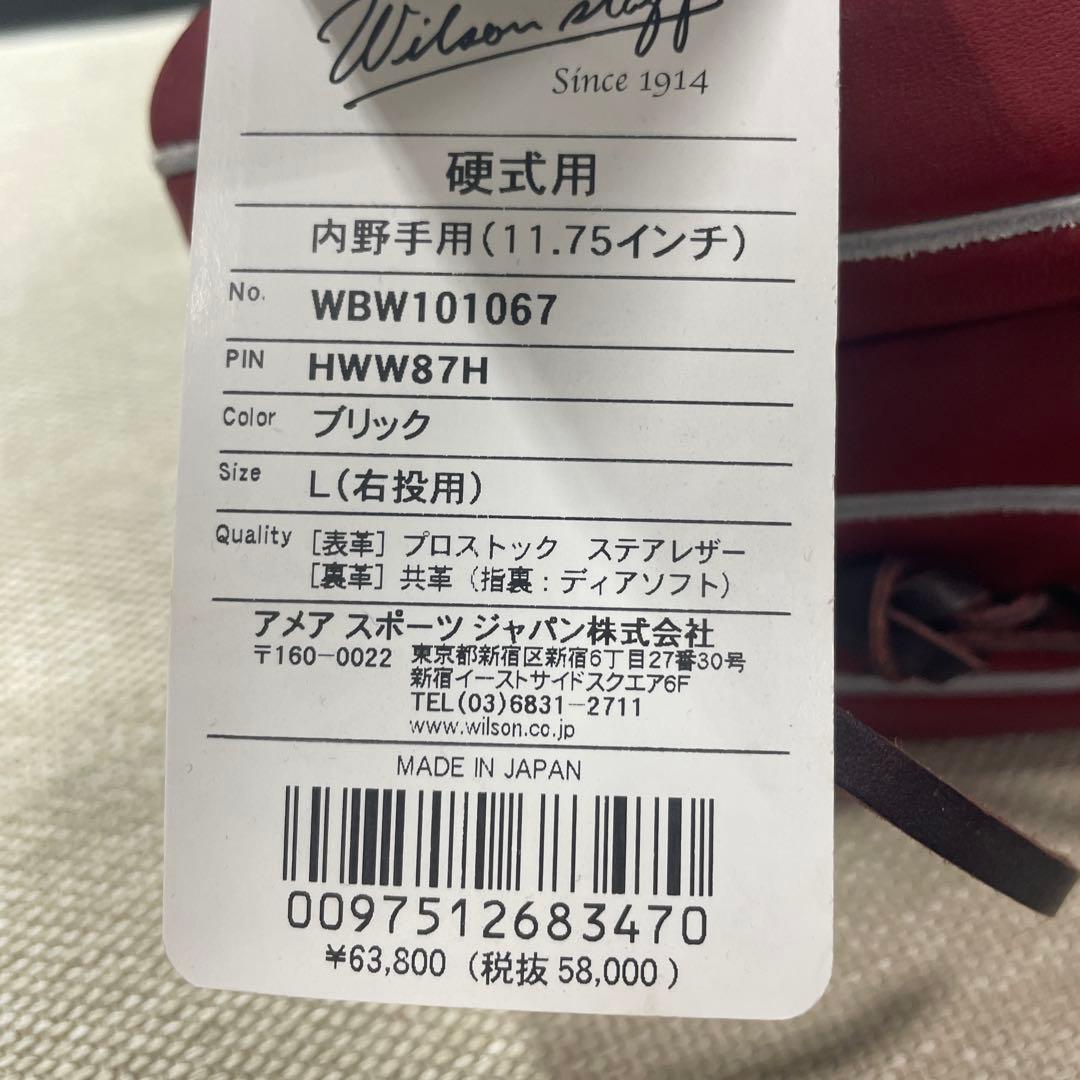 Wilson staff
Since 1914
硬式用
内野手用(11.75インチ)
No. WBW101067
PIN HWW87H
Color ブリック
Size L(右投用)
Quality [表革] プロストック ステアレザー
[裏革] 共革 (指裏:ディアソフト)
アメア スポーツ ジャパン株式会社
〒160-0022 東京都新宿区新宿6丁目27番30号
新宿イーストサイドスクエア6F
TEL(03)6831-2711
www.wilson.co.jp
MADE IN JAPAN
0097512683470
¥63,800 (税抜 58,000)